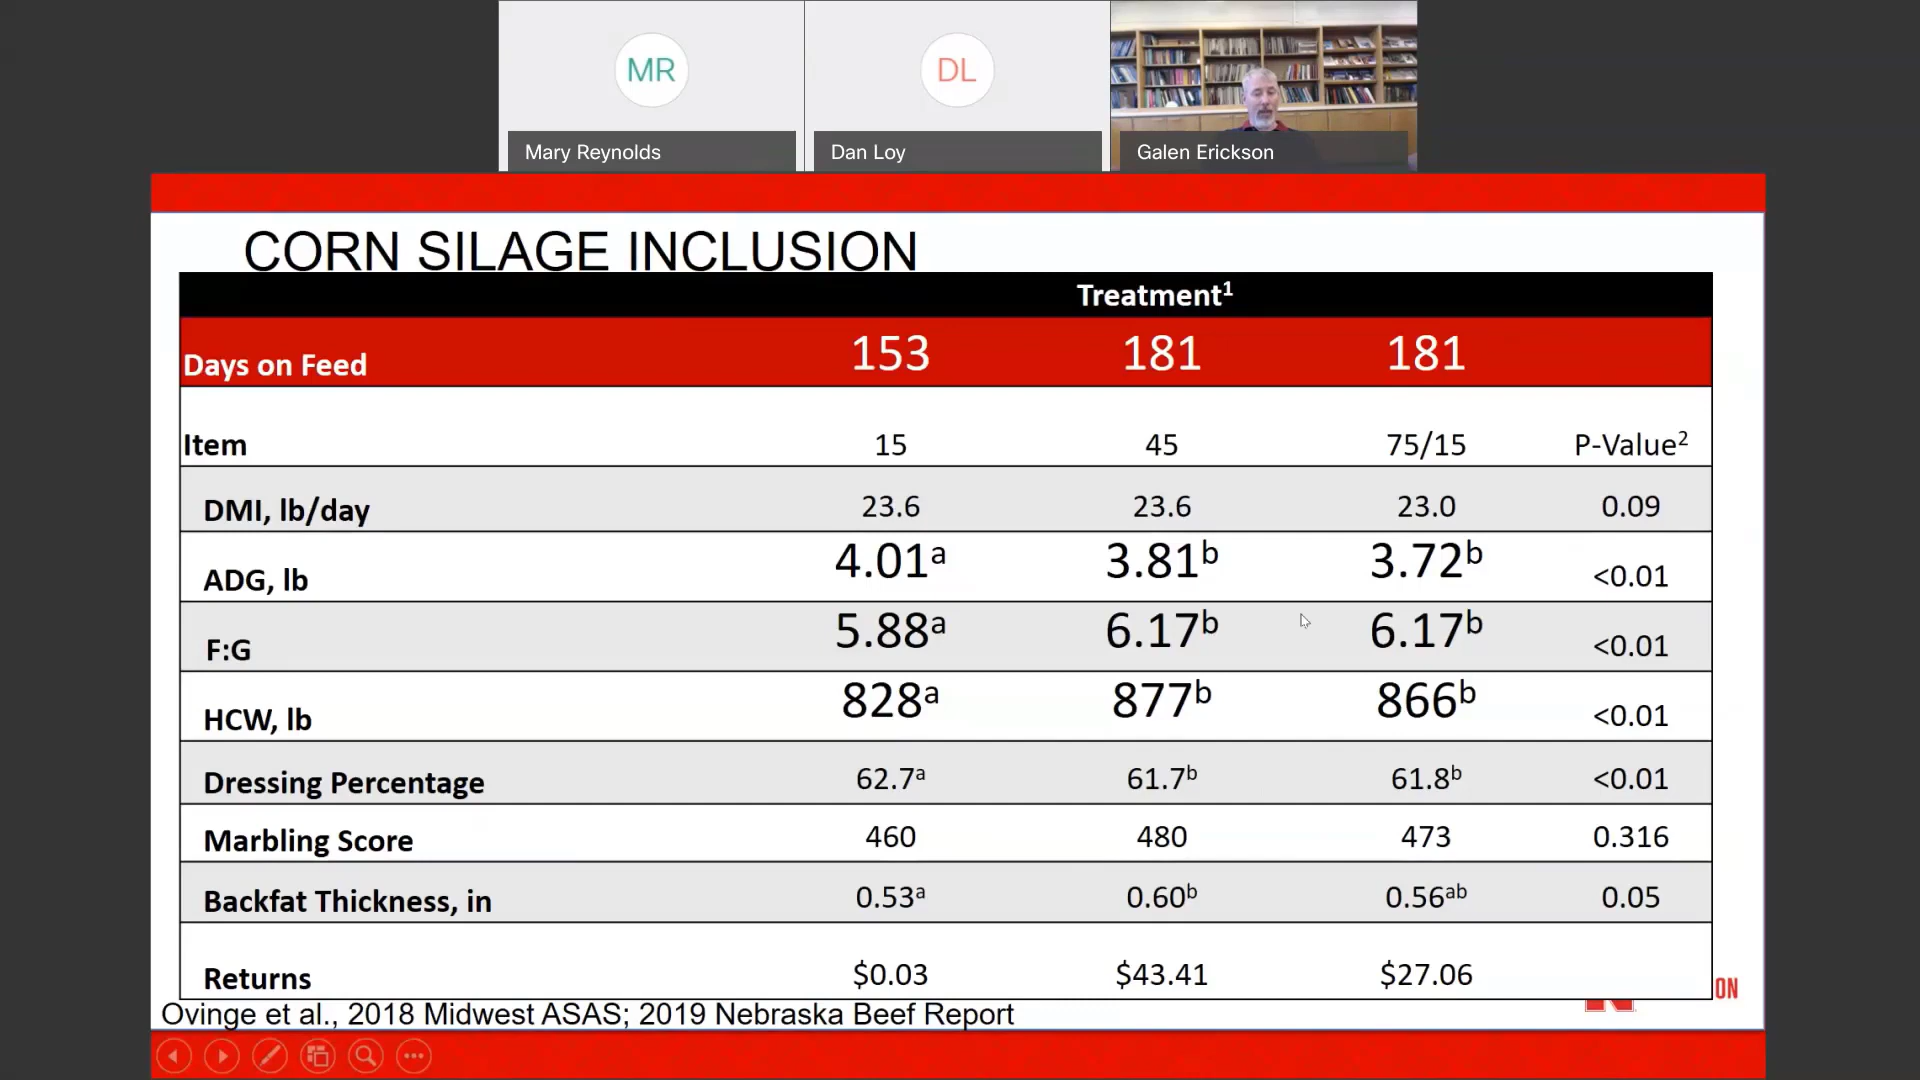 MR
DL
Mary Reynolds
Dan Loy
Galen Erickson
CORN SILAGE INCLUSION
Treatment¹
Days on Feed 153 181 181
Item 15 45 75/15 P-Value²
DMI, lb/day 23.6 23.6 23.0 0.09
ADG, lb 4.01ᵃ 3.81ᵇ 3.72ᵇ <0.01
F:G 5.88ᵃ 6.17ᵇ 6.17ᵇ <0.01
HCW, lb 828ᵃ 877ᵇ 866ᵇ <0.01
Dressing Percentage 62.7ᵃ 61.7ᵇ 61.8ᵇ <0.01
Marbling Score 460 480 473 0.316
Backfat Thickness, in 0.53ᵃ 0.60ᵇ 0.56ᵃᵇ 0.05
Returns $0.03 $43.41 $27.06
ON
Ovinge et al., 2018 Midwest ASAS; 2019 Nebraska Beef Report